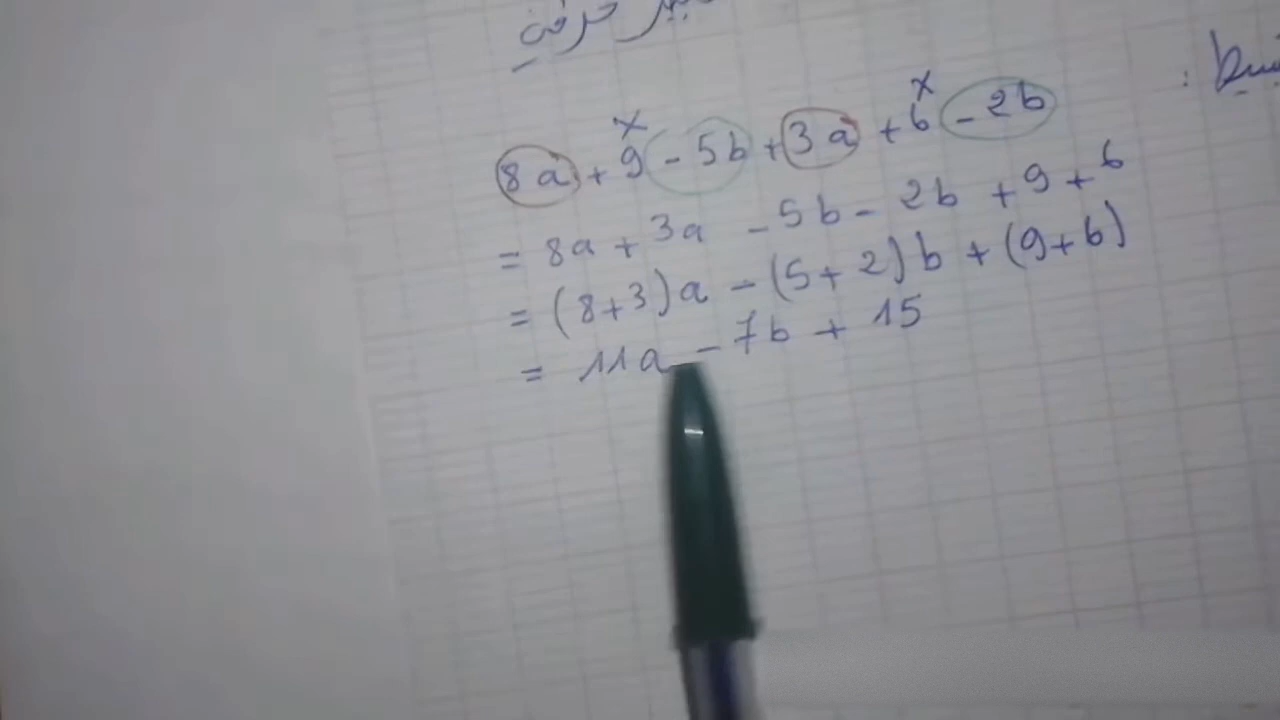 8a + 9 - 5b + 3a + 6 - 2b
= 8a + 3a - 5b - 2b + 9 + 6
= (8+3)a - (5+2)b + (9+6)
= 11a - 7b + 15